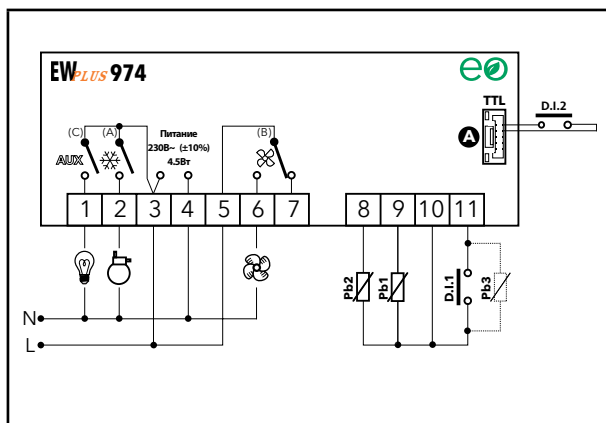 EWPLUS 974
eo
TTL
D.I.2
A
(C) (A) Питание (B)
230В~ (±10%)
AUX
4.5Вт
1 2 3 4 5 6 7 8 9 10 11
Pb2 Pb1 D.I.1 Pb3
N
L